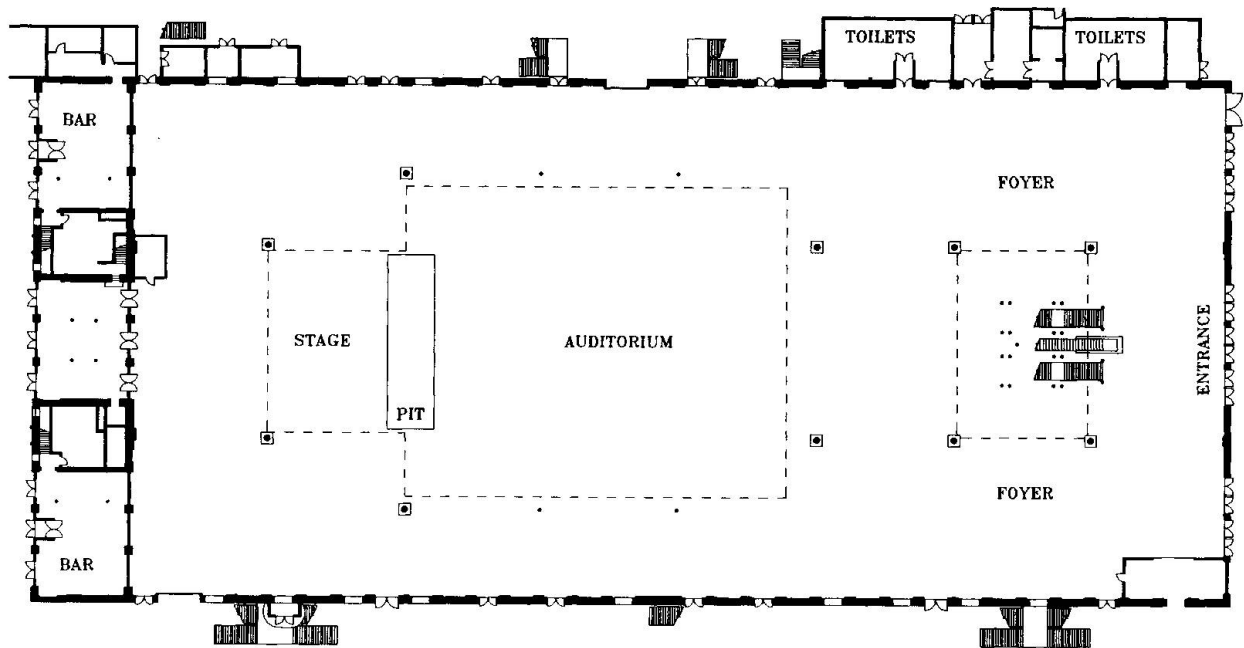 TOILETS
TOILETS
BAR
FOYER
STAGE
AUDITORIUM
ENTRANCE
PIT
FOYER
BAR